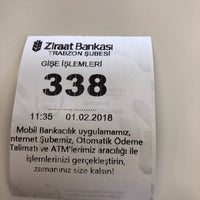 Ziraat Bankası
TRABZON ŞUBESİ
GİŞE İŞLEMLERİ
338
11:35 01.02.2018
Mobil Bankacılık uygulamamız,
İnternet Şubemiz, Otomatik Ödeme
Talimatı ve ATM'lerimiz aracılığı ile
işlemlerinizi gerçekleştirin,
zamanınız size kalsın!